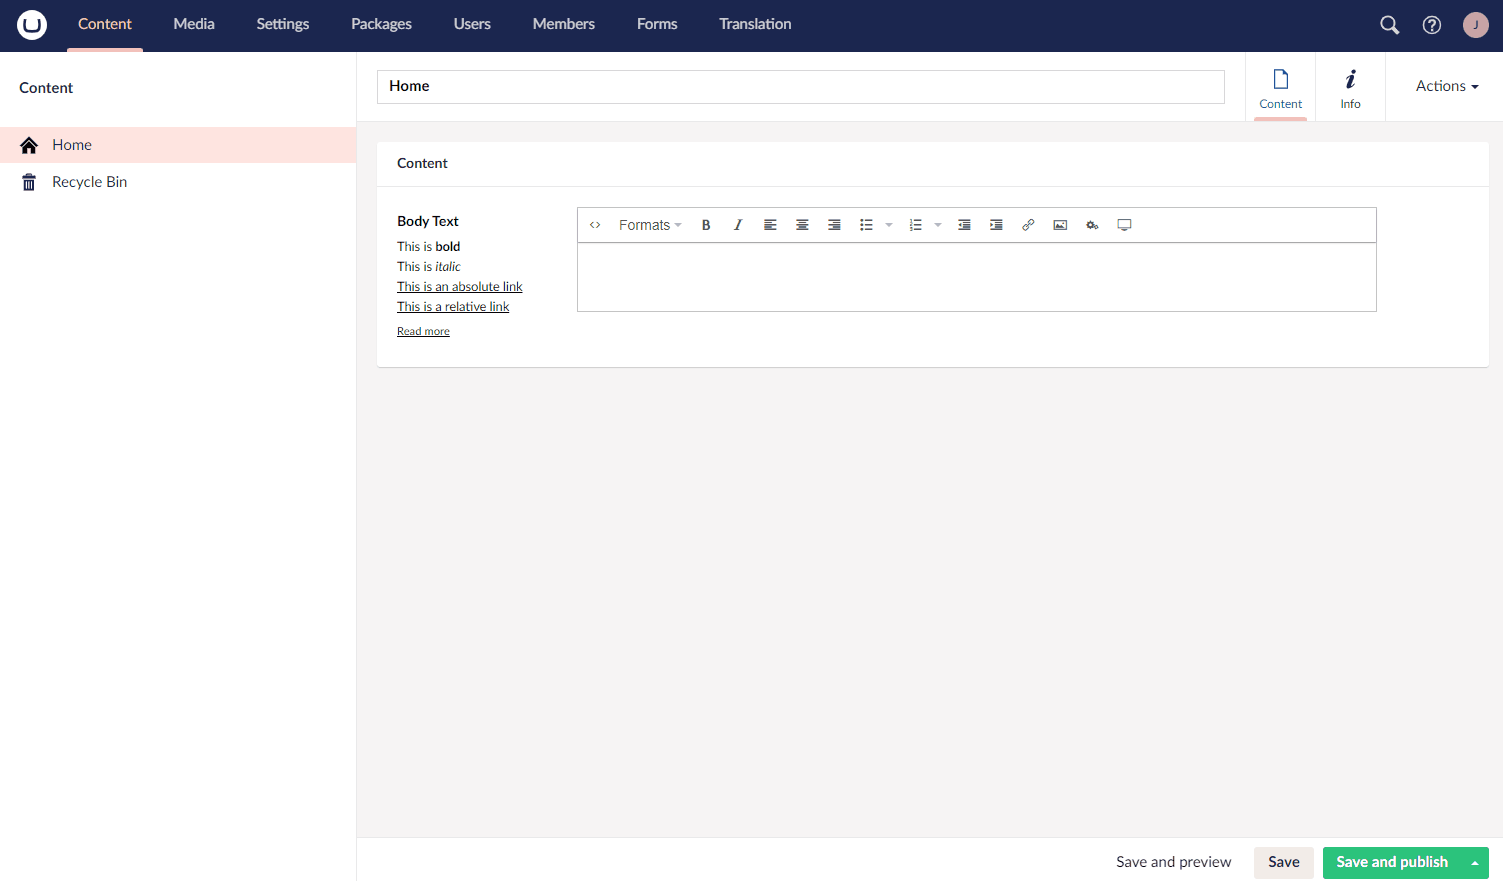 Content Media Settings Packages Users Members Forms Translation J
Content
Home
Recycle Bin
Home
Content
Info
Actions
Content
Body Text
This is bold
This is italic
This is an absolute link
This is a relative link
Read more
Formats B I
Save and preview Save Save and publish